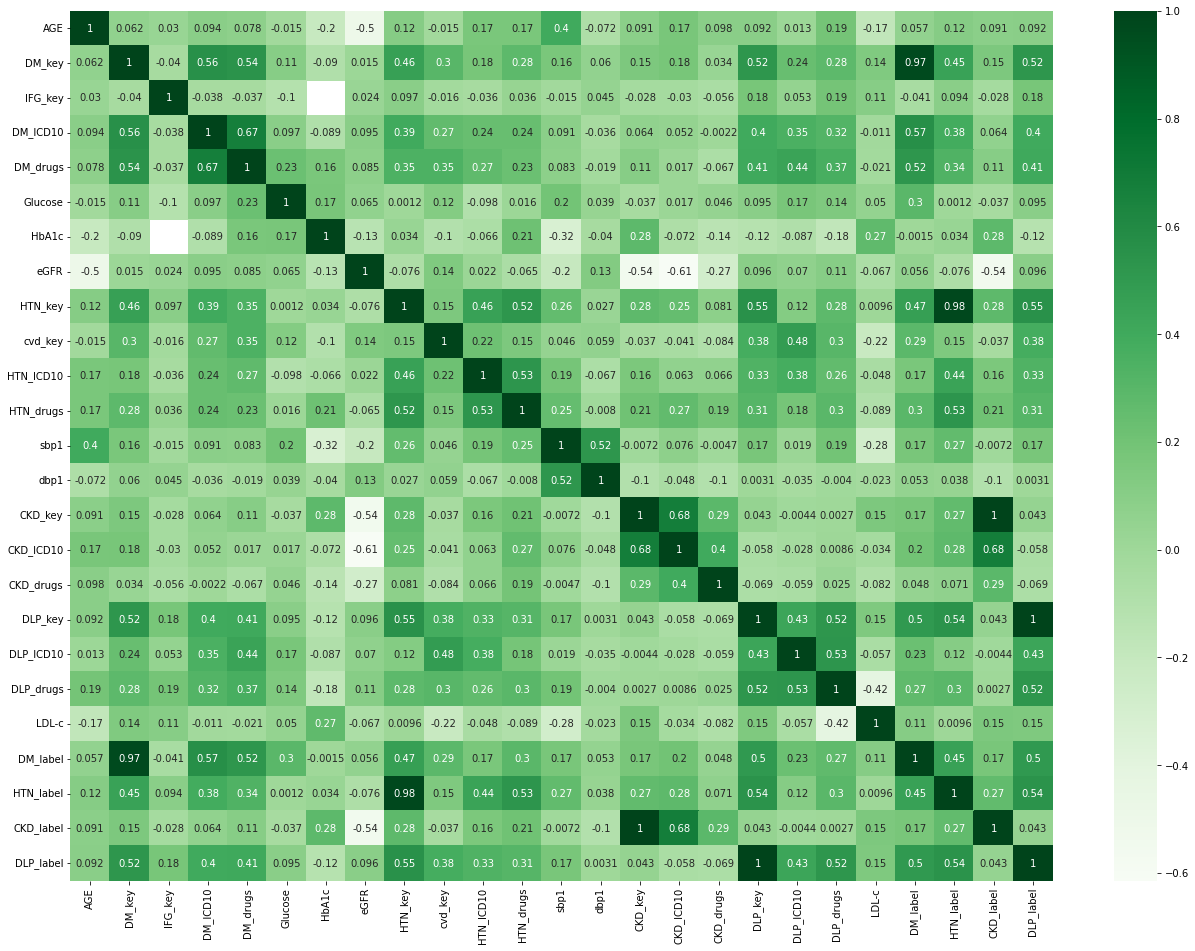 AGE 1 0.062 0.03 0.094 0.078 -0.015 -0.2 -0.5 0.12 -0.015 0.17 0.17 0.4 -0.072 0.091 0.17 0.098 0.092 0.013 0.19 -0.17 0.057 0.12 0.091 0.092
DM_key 0.062 1 -0.04 0.56 0.54 0.11 -0.09 0.015 0.46 0.3 0.18 0.28 0.16 0.06 0.15 0.18 0.034 0.52 0.24 0.28 0.14 0.97 0.45 0.15 0.52
IFG_key 0.03 -0.04 1 -0.038 -0.037 -0.1 0.024 0.097 -0.016 -0.036 0.036 -0.015 0.045 -0.028 -0.03 -0.056 0.18 0.053 0.19 0.11 -0.041 0.094 -0.028 0.18
DM_ICD10 0.094 0.56 -0.038 1 0.67 0.097 -0.089 0.095 0.39 0.27 0.24 0.24 0.091 -0.036 0.064 0.052 -0.0022 0.4 0.35 0.32 -0.011 0.57 0.38 0.064 0.4
DM_drugs 0.078 0.54 -0.037 0.67 1 0.23 0.16 0.085 0.35 0.35 0.27 0.23 0.083 -0.019 0.11 0.017 -0.067 0.41 0.44 0.37 -0.021 0.52 0.34 0.11 0.41
Glucose -0.015 0.11 -0.1 0.097 0.23 1 0.17 0.065 0.0012 0.12 -0.098 0.016 0.2 0.039 -0.037 0.017 0.046 0.095 0.17 0.14 0.05 0.3 0.0012 -0.037 0.095
HbA1c -0.2 -0.09 -0.089 0.16 0.17 1 -0.13 0.034 -0.1 -0.066 0.21 -0.32 -0.04 0.28 -0.072 -0.14 -0.12 -0.087 -0.18 0.27 -0.0015 0.034 0.28 -0.12
eGFR -0.5 0.015 0.024 0.095 0.085 0.065 -0.13 1 -0.076 0.14 0.022 -0.065 -0.2 0.13 -0.54 -0.61 -0.27 0.096 0.07 0.11 -0.067 0.056 -0.076 -0.54 0.096
HTN_key 0.12 0.46 0.097 0.39 0.35 0.0012 0.034 -0.076 1 0.15 0.46 0.52 0.26 0.027 0.28 0.25 0.081 0.55 0.12 0.28 0.0096 0.47 0.98 0.28 0.55
cvd_key -0.015 0.3 -0.016 0.27 0.35 0.12 -0.1 0.14 0.15 1 0.22 0.15 0.046 0.059 -0.037 -0.041 -0.084 0.38 0.48 0.3 -0.22 0.29 0.15 -0.037 0.38
HTN_ICD10 0.17 0.18 -0.036 0.24 0.27 -0.098 -0.066 0.022 0.46 0.22 1 0.53 0.19 -0.067 0.16 0.063 0.066 0.33 0.38 0.26 -0.048 0.17 0.44 0.16 0.33
HTN_drugs 0.17 0.28 0.036 0.24 0.23 0.016 0.21 -0.065 0.52 0.15 0.53 1 0.25 -0.008 0.21 0.27 0.19 0.31 0.18 0.3 -0.089 0.3 0.53 0.21 0.31
sbp1 0.4 0.16 -0.015 0.091 0.083 0.2 -0.32 -0.2 0.26 0.046 0.19 0.25 1 0.52 -0.0072 0.076 -0.0047 0.17 0.019 0.19 -0.28 0.17 0.27 -0.0072 0.17
dbp1 -0.072 0.06 0.045 -0.036 -0.019 0.039 -0.04 0.13 0.027 0.059 -0.067 -0.008 0.52 1 -0.1 -0.048 -0.1 0.0031 -0.035 -0.004 -0.023 0.053 0.038 -0.1 0.0031
CKD_key 0.091 0.15 -0.028 0.064 0.11 -0.037 0.28 -0.54 0.28 -0.037 0.16 0.21 -0.0072 -0.1 1 0.68 0.29 0.043 -0.0044 0.0027 0.15 0.17 0.27 1 0.043
CKD_ICD10 0.17 0.18 -0.03 0.052 0.017 0.017 -0.072 -0.61 0.25 -0.041 0.063 0.27 0.076 -0.048 0.68 1 0.4 -0.058 -0.028 0.0086 -0.034 0.2 0.28 0.68 -0.058
CKD_drugs 0.098 0.034 -0.056 -0.0022 -0.067 0.046 -0.14 -0.27 0.081 -0.084 0.066 0.19 -0.0047 -0.1 0.29 0.4 1 -0.069 -0.059 0.025 -0.082 0.048 0.071 0.29 -0.069
DLP_key 0.092 0.52 0.18 0.4 0.41 0.095 -0.12 0.096 0.55 0.38 0.33 0.31 0.17 0.0031 0.043 -0.058 -0.069 1 0.43 0.52 0.15 0.5 0.54 0.043 1
DLP_ICD10 0.013 0.24 0.053 0.35 0.44 0.17 -0.087 0.07 0.12 0.48 0.38 0.18 0.019 -0.035 -0.0044 -0.028 -0.059 0.43 1 0.53 -0.057 0.23 0.12 -0.0044 0.43
DLP_drugs 0.19 0.28 0.19 0.32 0.37 0.14 -0.18 0.11 0.28 0.3 0.26 0.3 0.19 -0.004 0.0027 0.0086 0.025 0.52 0.53 1 -0.42 0.27 0.3 0.0027 0.52
LDL-c -0.17 0.14 0.11 -0.011 -0.021 0.05 0.27 -0.067 0.0096 -0.22 -0.048 -0.089 -0.28 -0.023 0.15 -0.034 -0.082 0.15 -0.057 -0.42 1 0.11 0.0096 0.15 0.15
DM_label 0.057 0.97 -0.041 0.57 0.52 0.3 -0.0015 0.056 0.47 0.29 0.17 0.3 0.17 0.053 0.17 0.2 0.048 0.5 0.23 0.27 0.11 1 0.45 0.17 0.5
HTN_label 0.12 0.45 0.094 0.38 0.34 0.0012 0.034 -0.076 0.98 0.15 0.44 0.53 0.27 0.038 0.27 0.28 0.071 0.54 0.12 0.3 0.0096 0.45 1 0.27 0.54
CKD_label 0.091 0.15 -0.028 0.064 0.11 -0.037 0.28 -0.54 0.28 -0.037 0.16 0.21 -0.0072 -0.1 1 0.68 0.29 0.043 -0.0044 0.0027 0.15 0.17 0.27 1 0.043
DLP_label 0.092 0.52 0.18 0.4 0.41 0.095 -0.12 0.096 0.55 0.38 0.33 0.31 0.17 0.0031 0.043 -0.058 -0.069 1 0.43 0.52 0.15 0.5 0.54 0.043 1
AGE DM_key IFG_key DM_ICD10 DM_drugs Glucose HbA1c eGFR HTN_key cvd_key HTN_ICD10 HTN_drugs sbp1 dbp1 CKD_key CKD_ICD10 CKD_drugs DLP_key DLP_ICD10 DLP_drugs LDL-c DM_label HTN_label CKD_label DLP_label
1.0
0.8
0.6
0.4
0.2
0.0
−0.2
−0.4
−0.6